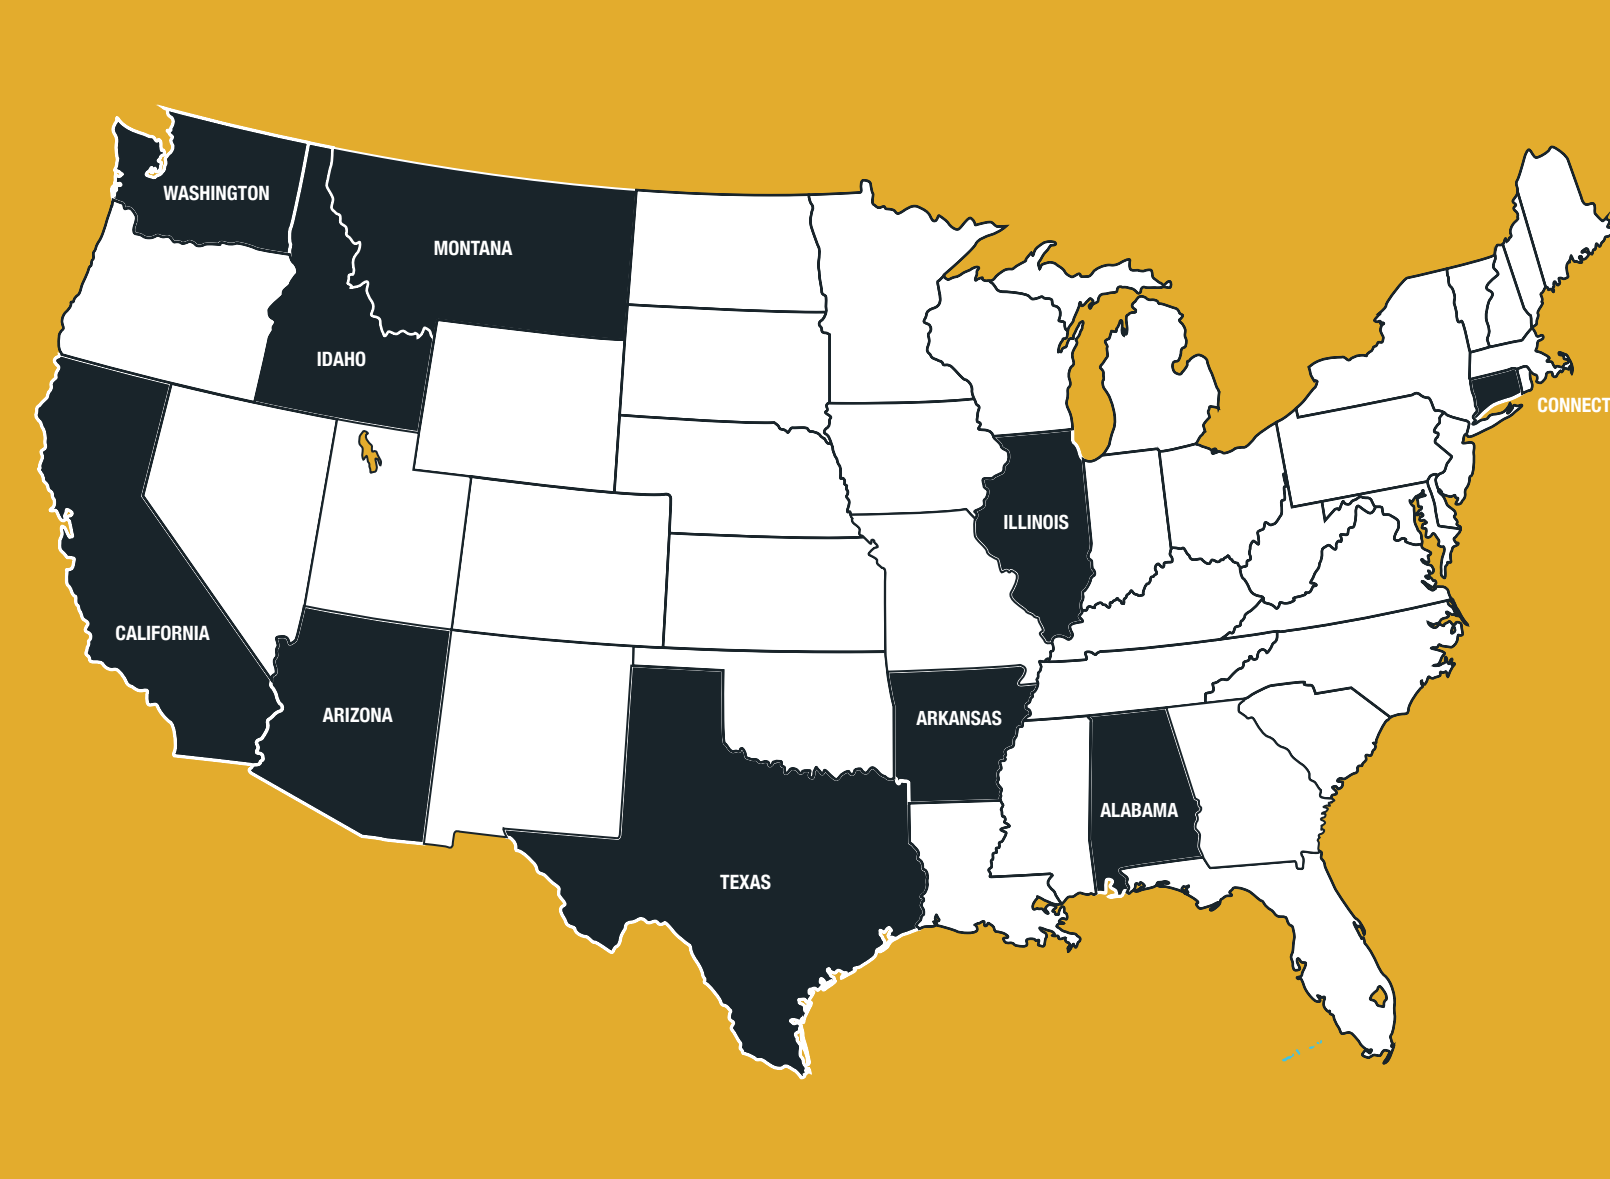 WASHINGTON
MONTANA
IDAHO
CONNECT
ILLINOIS
CALIFORNIA
ARIZONA
ARKANSAS
ALABAMA
TEXAS